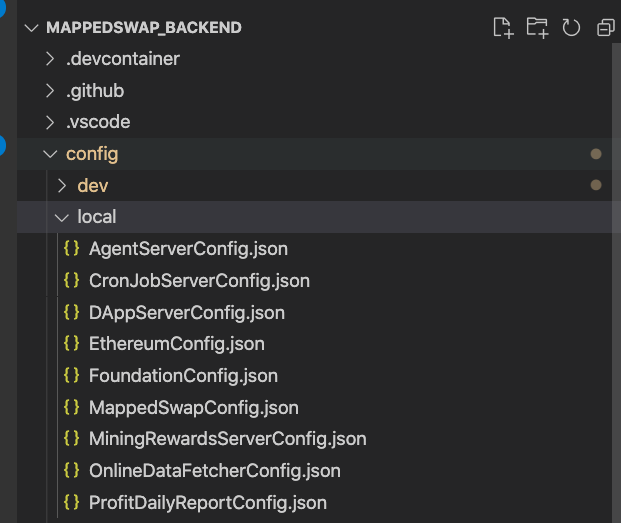 MAPPEDSWAP_BACKEND
.devcontainer
.github
.vscode
config
dev
local
{} AgentServerConfig.json
{} CronJobServerConfig.json
{} DAppServerConfig.json
{} EthereumConfig.json
{} FoundationConfig.json
{} MappedSwapConfig.json
{} MiningRewardsServerConfig.json
{} OnlineDataFetcherConfig.json
{} ProfitDailyReportConfig.json